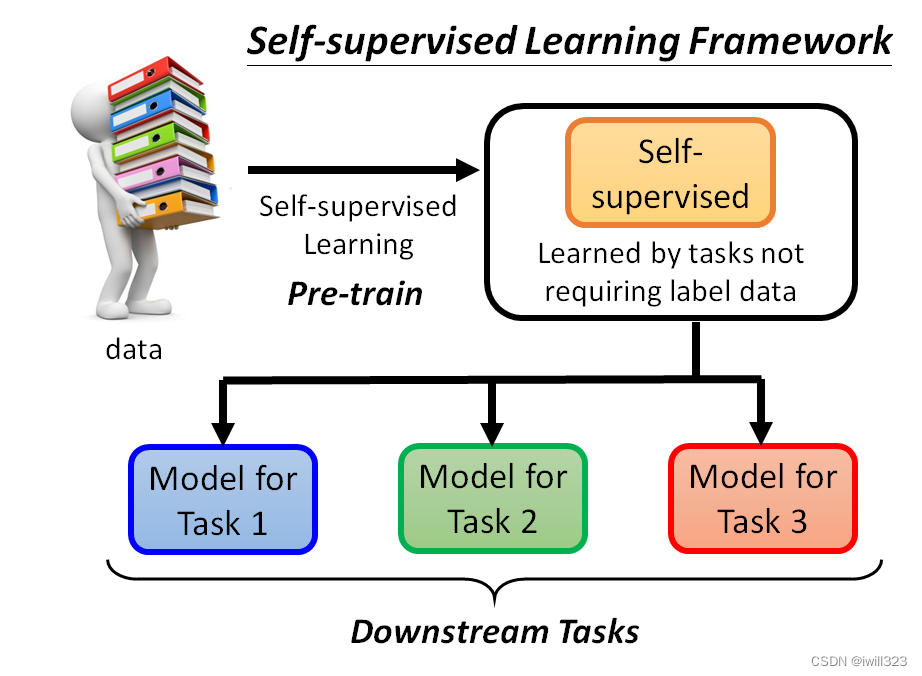 Self-supervised Learning Framework
Self-
supervised
Self-supervised
Learning
Learned by tasks not
requiring label data
Pre-train
data
Model for
Task 1
Model for
Task 2
Model for
Task 3
Downstream Tasks
CSDN @iwill323